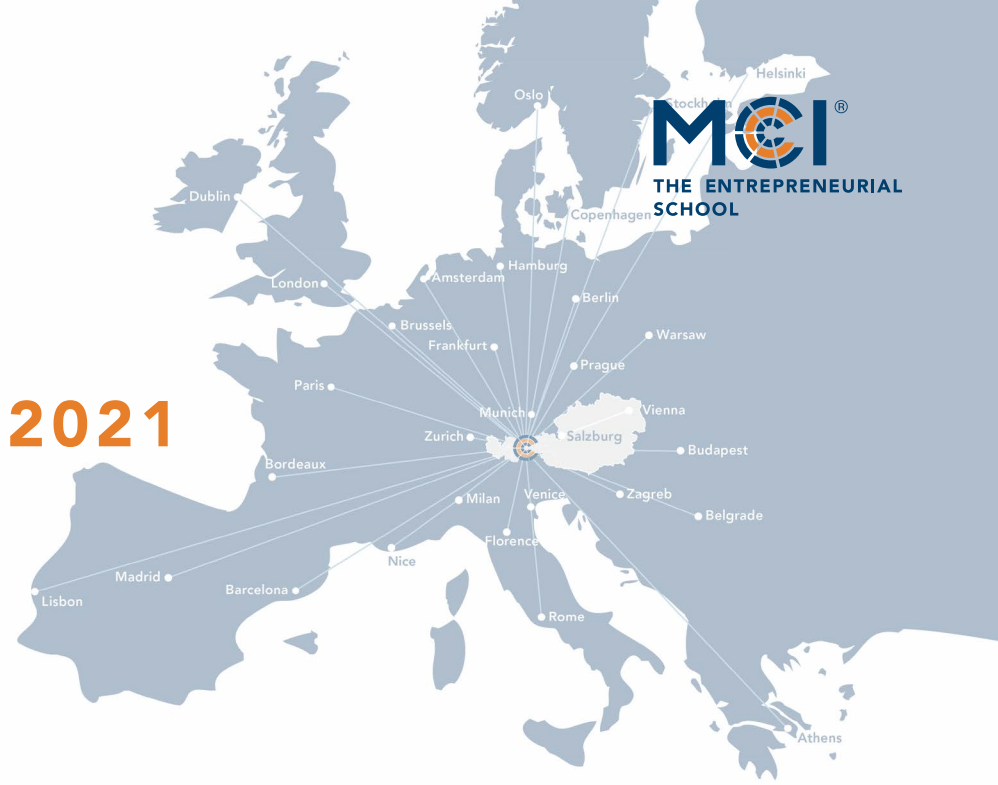 Helsinki
Oslo
Stockholm
MCI®
THE ENTREPRENEURIAL
SCHOOL
Dublin
Copenhagen
Hamburg
Amsterdam
London
Berlin
Brussels
Warsaw
Frankfurt
Prague
Paris
Munich
Vienna
2021
Zurich
Salzburg
Budapest
Bordeaux
Milan
Venice
Zagreb
Belgrade
Florence
Nice
Madrid
Barcelona
Lisbon
Rome
Athens